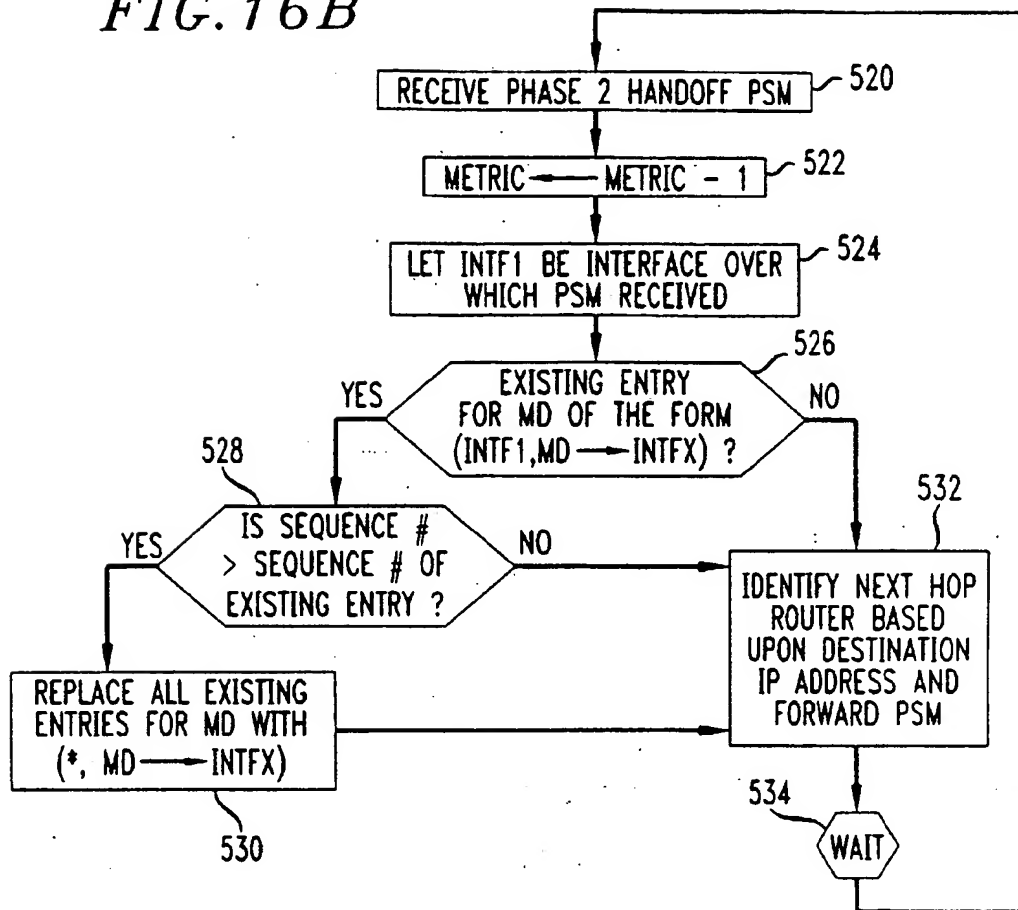 FIG. 16B
RECEIVE PHASE 2 HANDOFF PSM
520
METRIC ← METRIC - 1
522
LET INTF1 BE INTERFACE OVER
WHICH PSM RECEIVED
524
526
EXISTING ENTRY
FOR MD OF THE FORM
(INTF1,MD → INTFX) ?
YES
NO
528
IS SEQUENCE #
> SEQUENCE # OF
EXISTING ENTRY ?
YES
NO
532
IDENTIFY NEXT HOP
ROUTER BASED
UPON DESTINATION
IP ADDRESS AND
FORWARD PSM
REPLACE ALL EXISTING
ENTRIES FOR MD WITH
(*, MD → INTFX)
530
534
WAIT